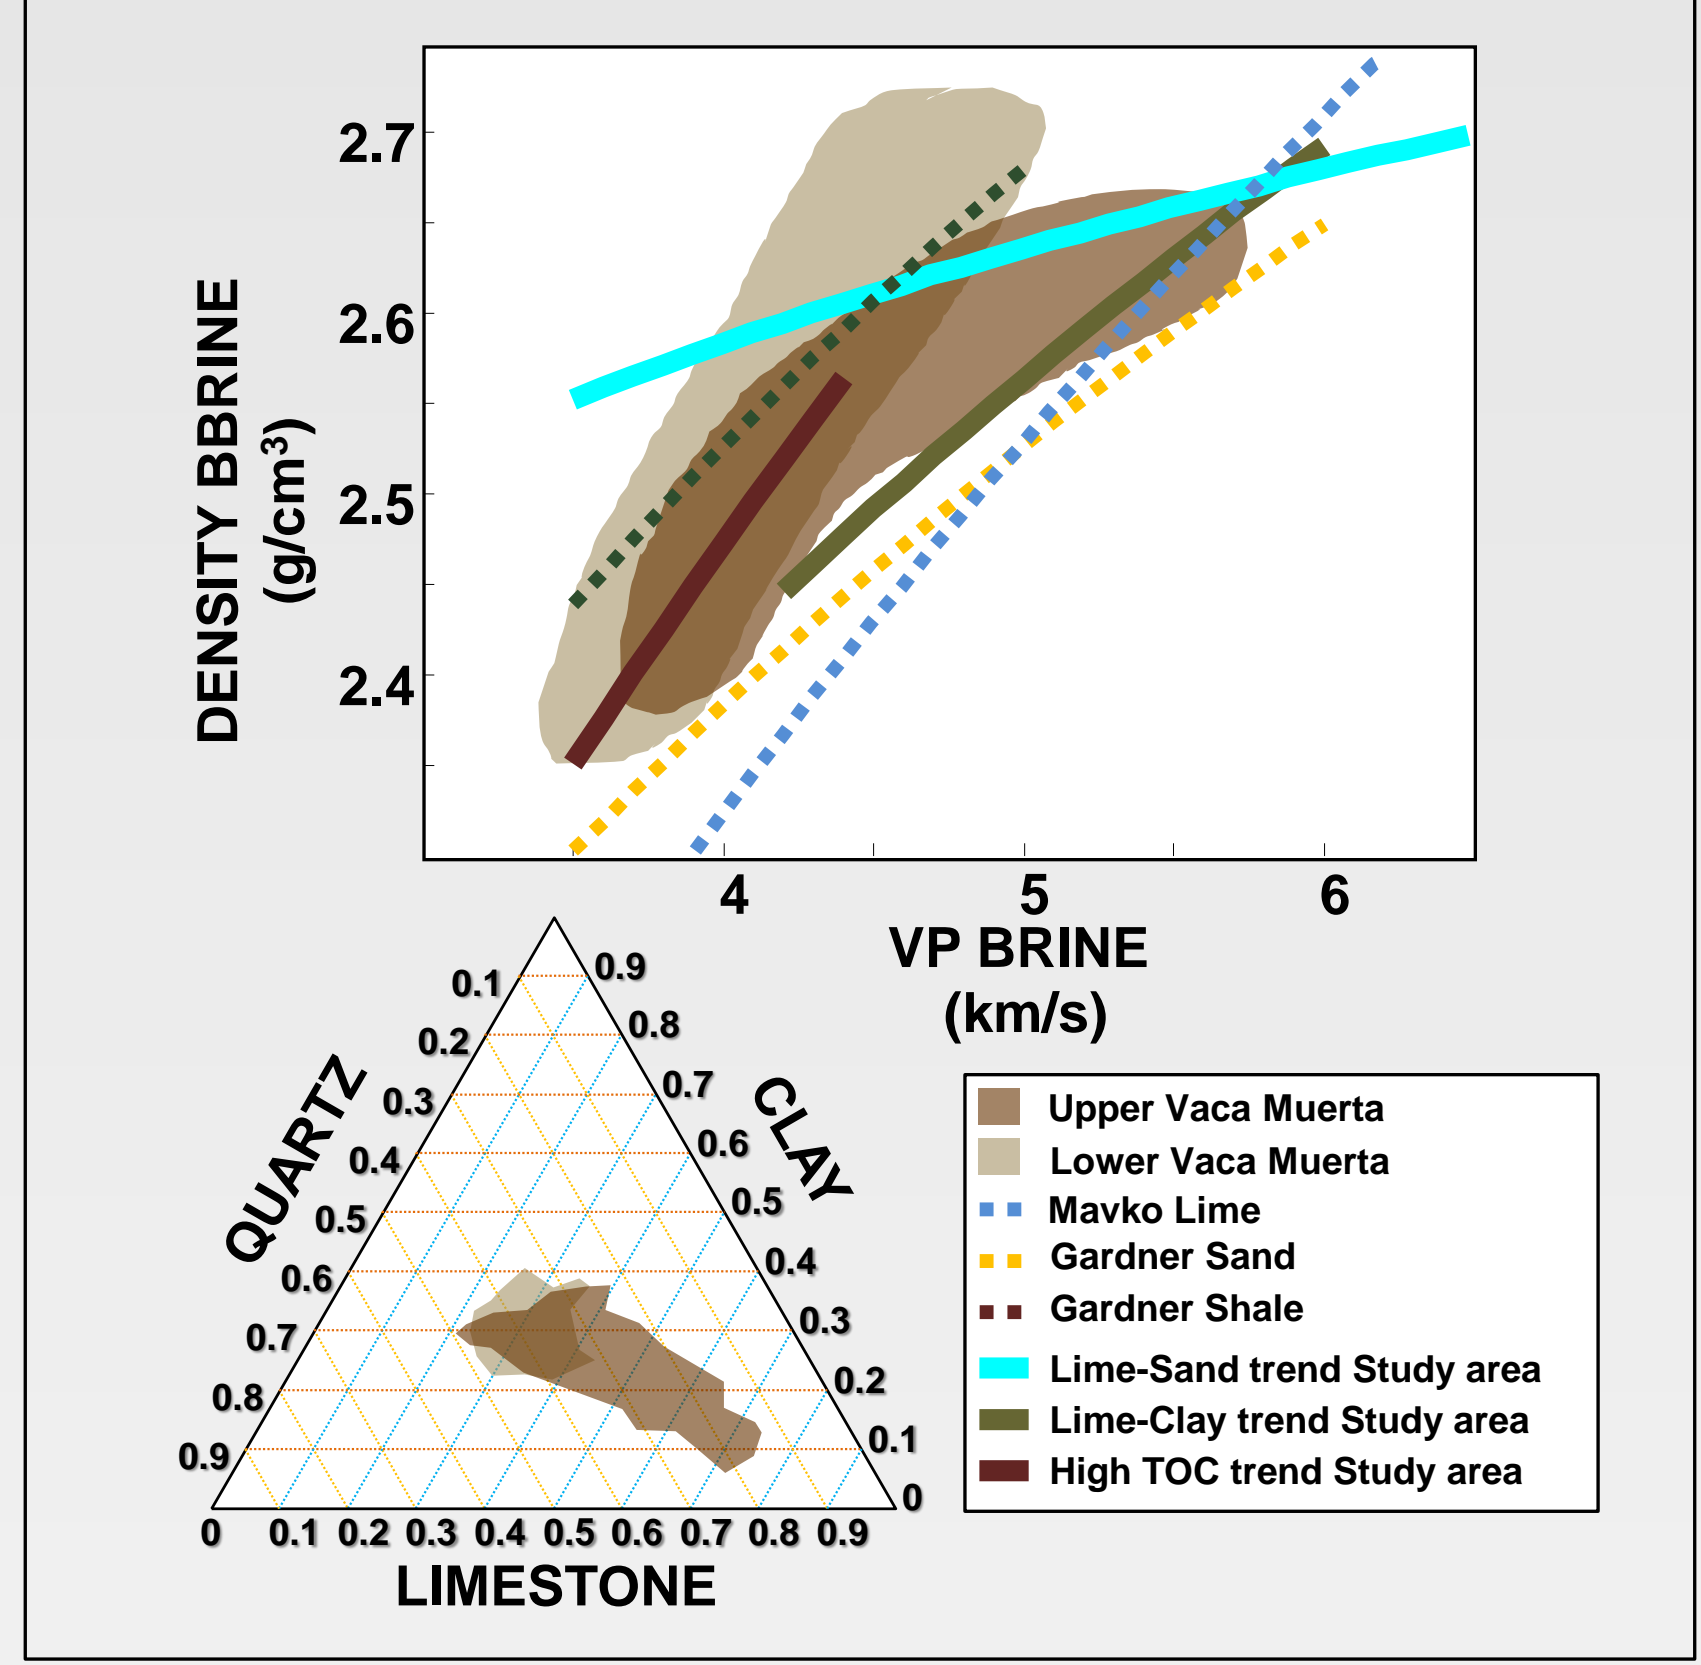 2.7
2.6
2.5
2.4
DENSITY BBRINE
(g/cm³)
4 5 6
VP BRINE
(km/s)
0.1 0.9
0.2 0.8
0.3 0.7
0.4 0.6
0.5 0.5
0.6 0.4
0.7 0.3
0.8 0.2
0.9 0.1
0
QUARTZ
CLAY
0 0.1 0.2 0.3 0.4 0.5 0.6 0.7 0.8 0.9
LIMESTONE
Upper Vaca Muerta
Lower Vaca Muerta
Mavko Lime
Gardner Sand
Gardner Shale
Lime-Sand trend Study area
Lime-Clay trend Study area
High TOC trend Study area